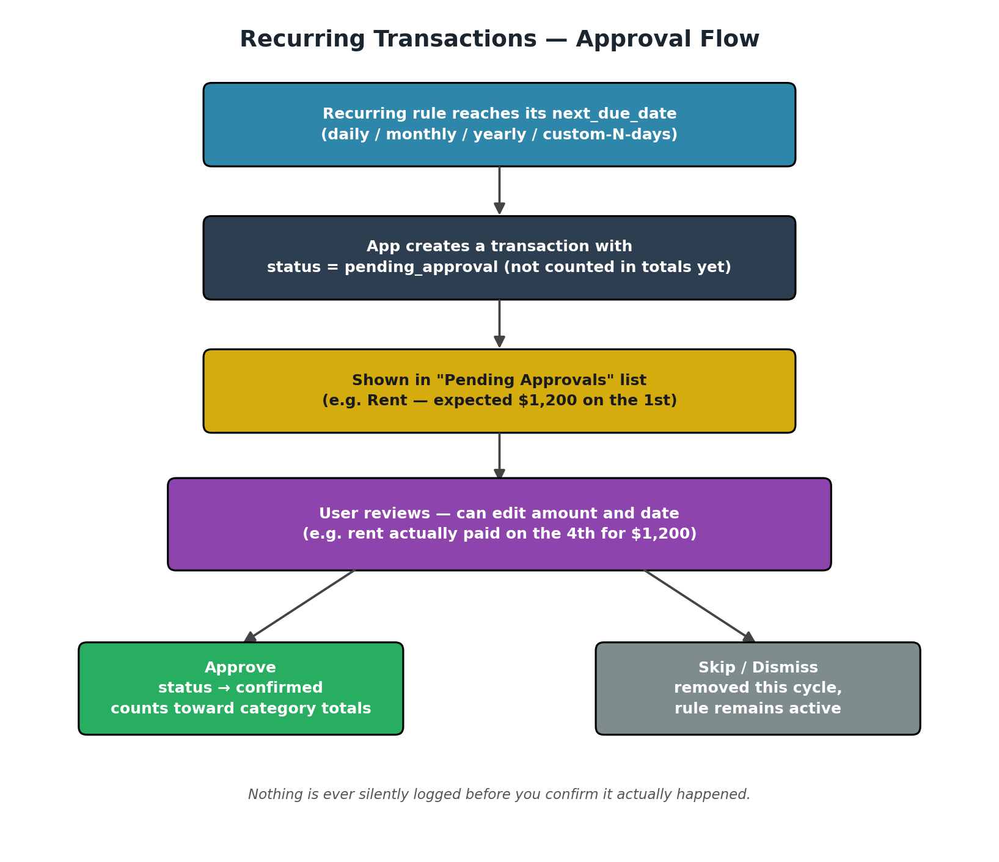 Recurring Transactions — Approval Flow
Recurring rule reaches its next_due_date
(daily / monthly / yearly / custom-N-days)
App creates a transaction with
status = pending_approval (not counted in totals yet)
Shown in "Pending Approvals" list
(e.g. Rent — expected $1,200 on the 1st)
User reviews — can edit amount and date
(e.g. rent actually paid on the 4th for $1,200)
Approve
status → confirmed
counts toward category totals
Skip / Dismiss
removed this cycle,
rule remains active
Nothing is ever silently logged before you confirm it actually happened.